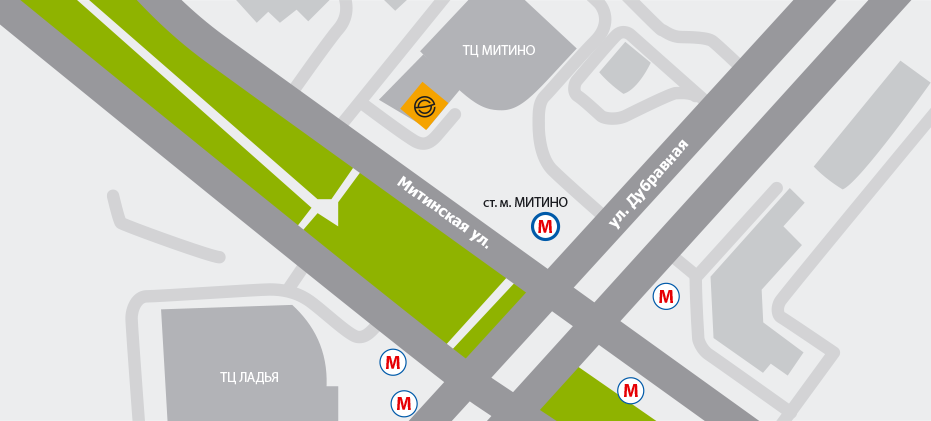 ТЦ МИТИНО
ул. Дубравная
Митинская ул.
ст. м. МИТИНО
М
М
М
ТЦ ЛАДЬЯ
М
М